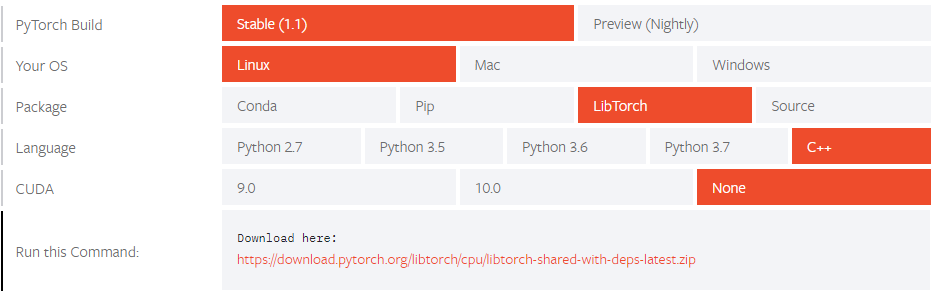 PyTorch Build Stable (1.1) Preview (Nightly)
Your OS Linux Mac Windows
Package Conda Pip LibTorch Source
Language Python 2.7 Python 3.5 Python 3.6 Python 3.7 C++
CUDA 9.0 10.0 None
Run this Command:
Download here:
https://download.pytorch.org/libtorch/cpu/libtorch-shared-with-deps-latest.zip